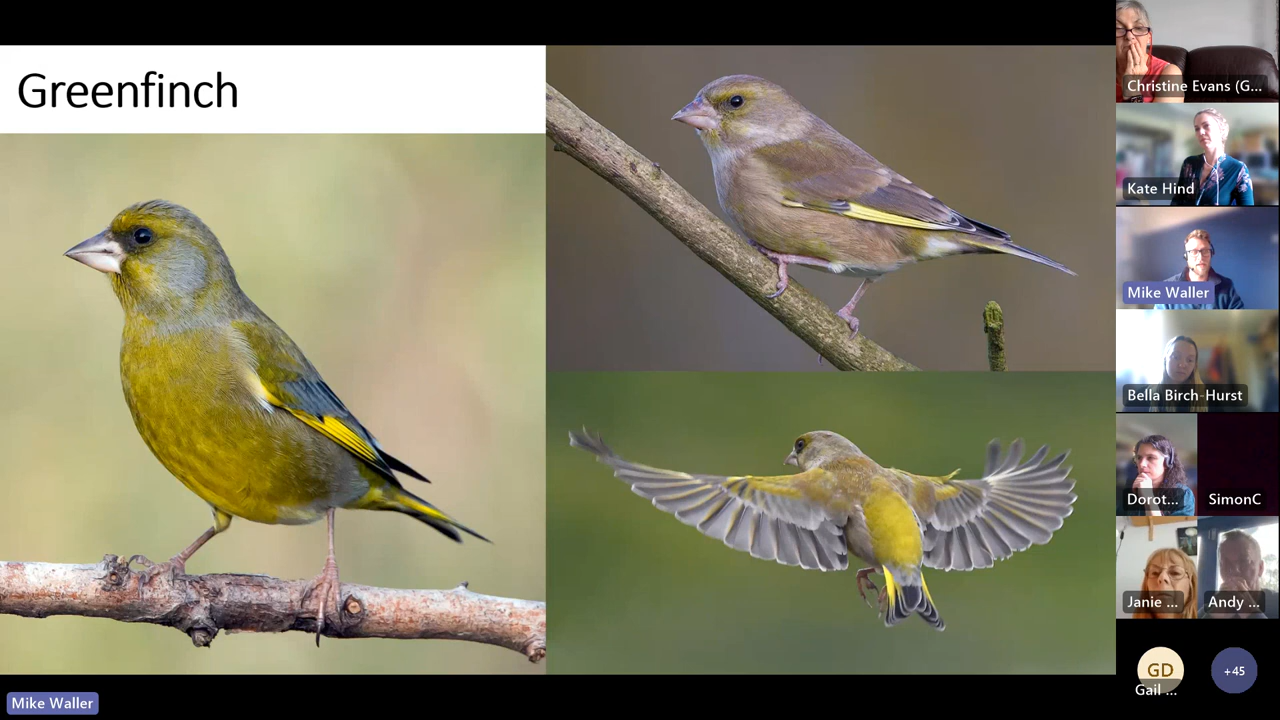 Greenfinch
Christine Evans (G...
Kate Hind
Mike Waller
Bella Birch-Hurst
Dorot...
SimonC
Janie ...
Andy ...
GD
Gail ...
+45
Mike Waller